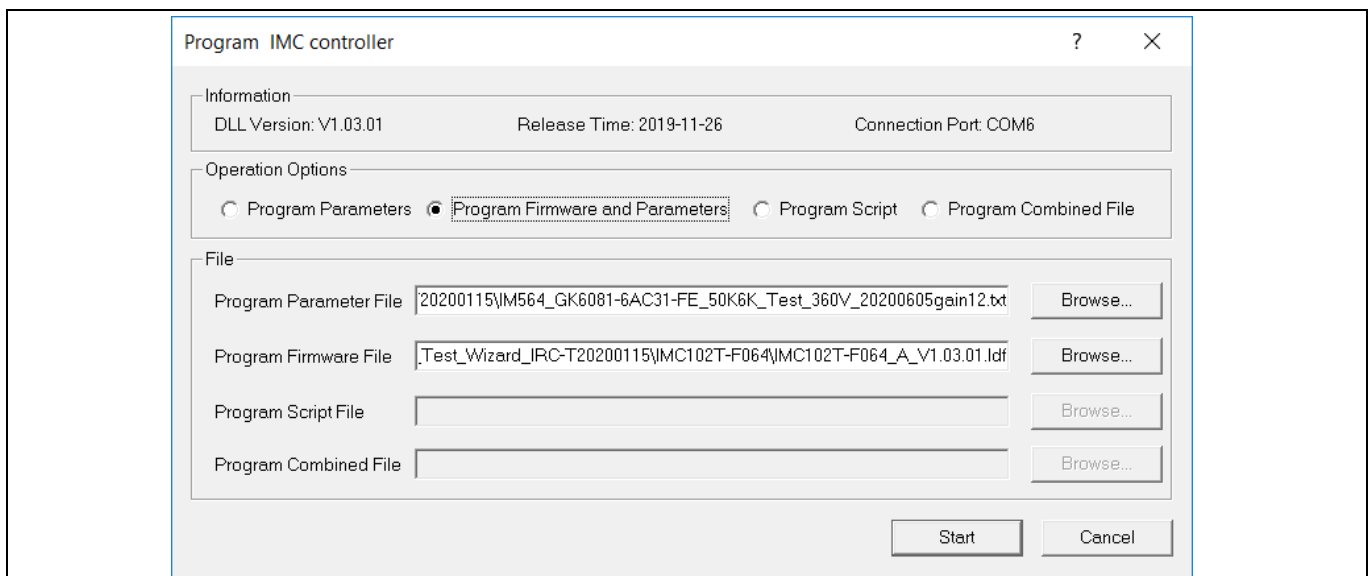 Program IMC controller ?
Information
DLL Version: V1.03.01 Release Time: 2019-11-26 Connection Port: COM6
Operation Options
Program Parameters Program Firmware and Parameters Program Script Program Combined File
File
Program Parameter File 20200115\IM564_GK6081-6AC31-FE_50K6K_Test_360V_20200605gain12.txt Browse...
Program Firmware File _Test_Wizard_IRC-T20200115\IMC102T-F064\IMC102T-F064_A_V1.03.01.ldf Browse...
Program Script File Browse...
Program Combined File Browse...
Start Cancel